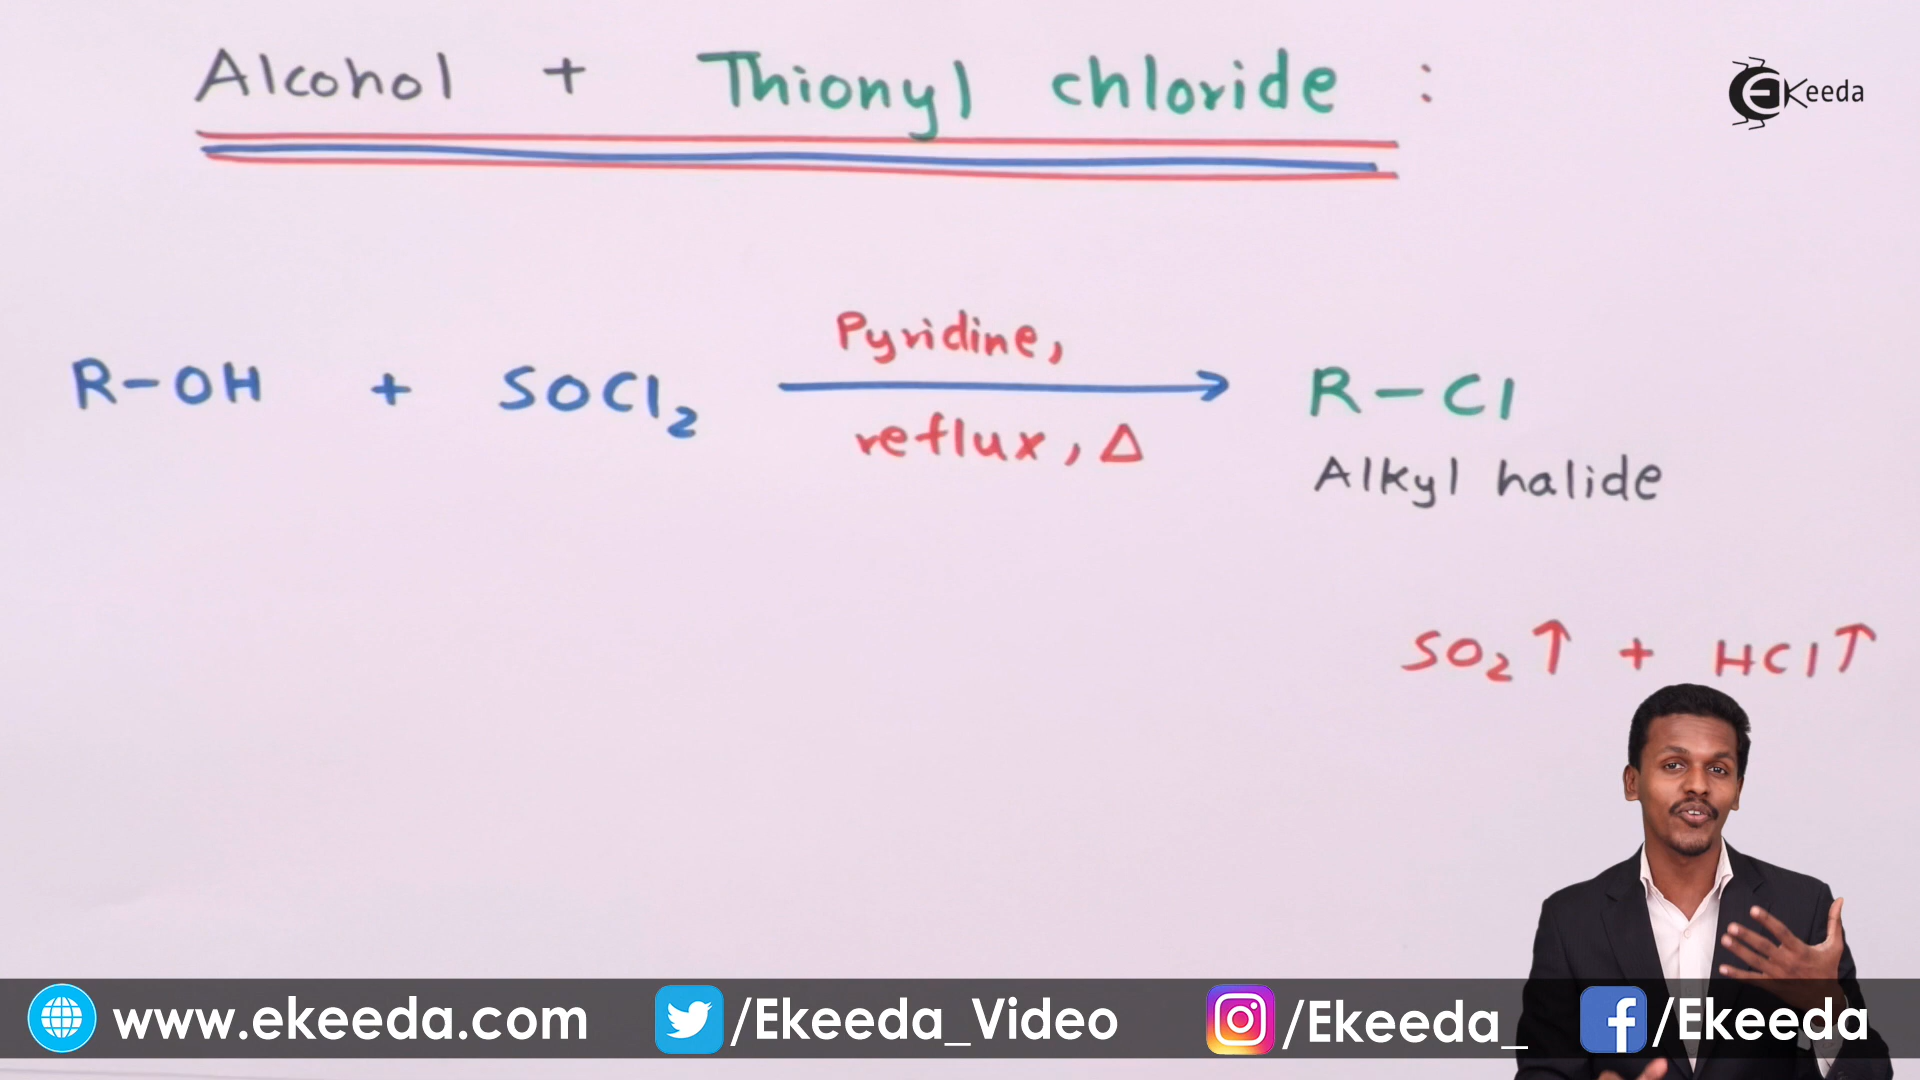 Alcohol + Thionyl chloride :
EKeeda
Pyridine,
R-OH + SOCl₂ → R-Cl
reflux, Δ
Alkyl halide
SO₂↑ + HCl↑
www.ekeeda.com /Ekeeda_Video /Ekeeda_ /Ekeeda